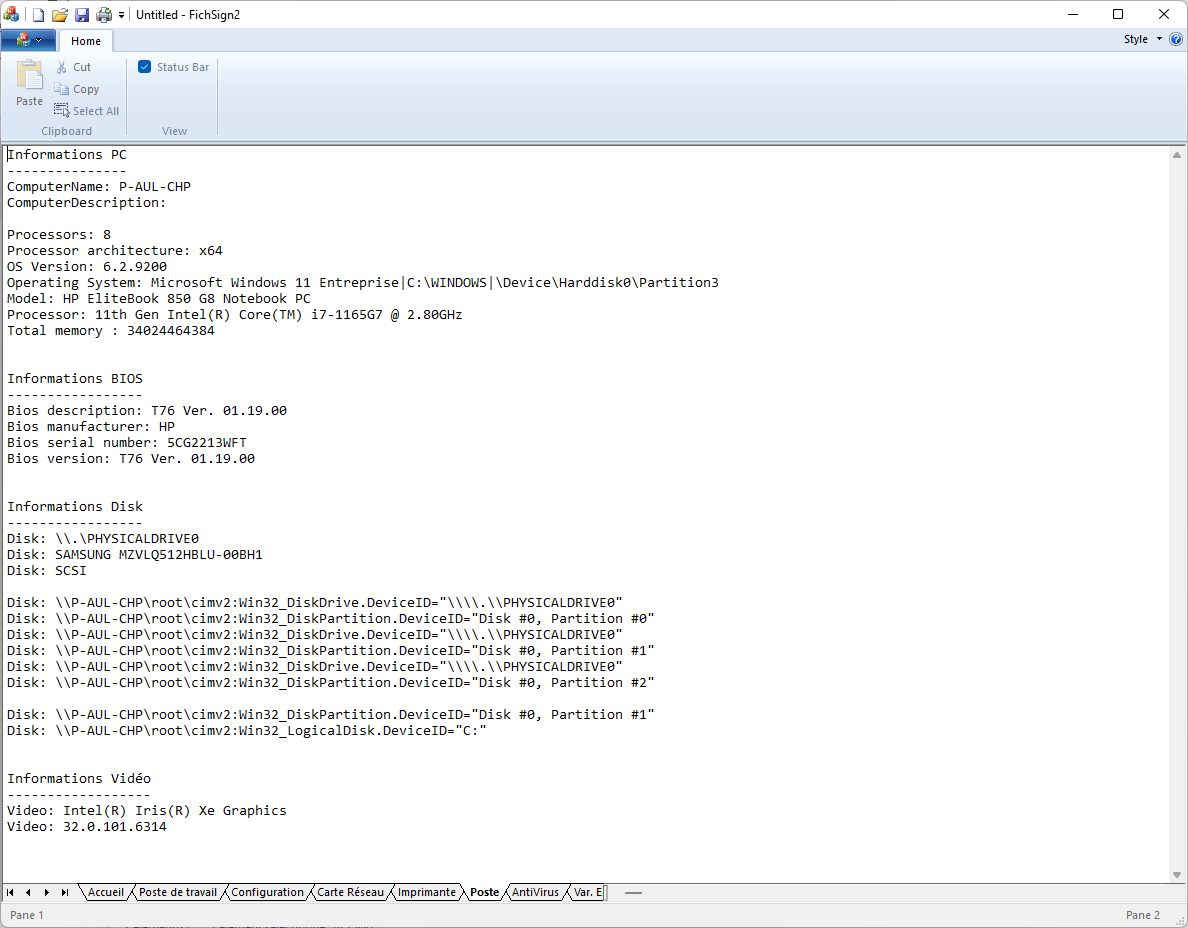 Untitled - FichSign2
Home
Style
Paste
Cut
Copy
Select All
Clipboard
Status Bar
View
Informations PC
---------------
ComputerName: P-AUL-CHP
ComputerDescription:
Processors: 8
Processor architecture: x64
OS Version: 6.2.9200
Operating System: Microsoft Windows 11 Entreprise|C:\WINDOWS|\Device\Harddisk0\Partition3
Model: HP EliteBook 850 G8 Notebook PC
Processor: 11th Gen Intel(R) Core(TM) i7-1165G7 @ 2.80GHz
Total memory : 34024464384
Informations BIOS
-----------------
Bios description: T76 Ver. 01.19.00
Bios manufacturer: HP
Bios serial number: 5CG2213WFT
Bios version: T76 Ver. 01.19.00
Informations Disk
-----------------
Disk: \\.\PHYSICALDRIVE0
Disk: SAMSUNG MZVLQ512HBLU-00BH1
Disk: SCSI
Disk: \\P-AUL-CHP\root\cimv2:Win32_DiskDrive.DeviceID="\\\\.\\PHYSICALDRIVE0"
Disk: \\P-AUL-CHP\root\cimv2:Win32_DiskPartition.DeviceID="Disk #0, Partition #0"
Disk: \\P-AUL-CHP\root\cimv2:Win32_DiskDrive.DeviceID="\\\\.\\PHYSICALDRIVE0"
Disk: \\P-AUL-CHP\root\cimv2:Win32_DiskPartition.DeviceID="Disk #0, Partition #1"
Disk: \\P-AUL-CHP\root\cimv2:Win32_DiskDrive.DeviceID="\\\\.\\PHYSICALDRIVE0"
Disk: \\P-AUL-CHP\root\cimv2:Win32_DiskPartition.DeviceID="Disk #0, Partition #2"
Disk: \\P-AUL-CHP\root\cimv2:Win32_DiskPartition.DeviceID="Disk #0, Partition #1"
Disk: \\P-AUL-CHP\root\cimv2:Win32_LogicalDisk.DeviceID="C:"
Informations Vidéo
------------------
Video: Intel(R) Iris(R) Xe Graphics
Video: 32.0.101.6314
Accueil Poste de travail Configuration Carte Réseau Imprimante Poste AntiVirus Var. E
Pane 1
Pane 2